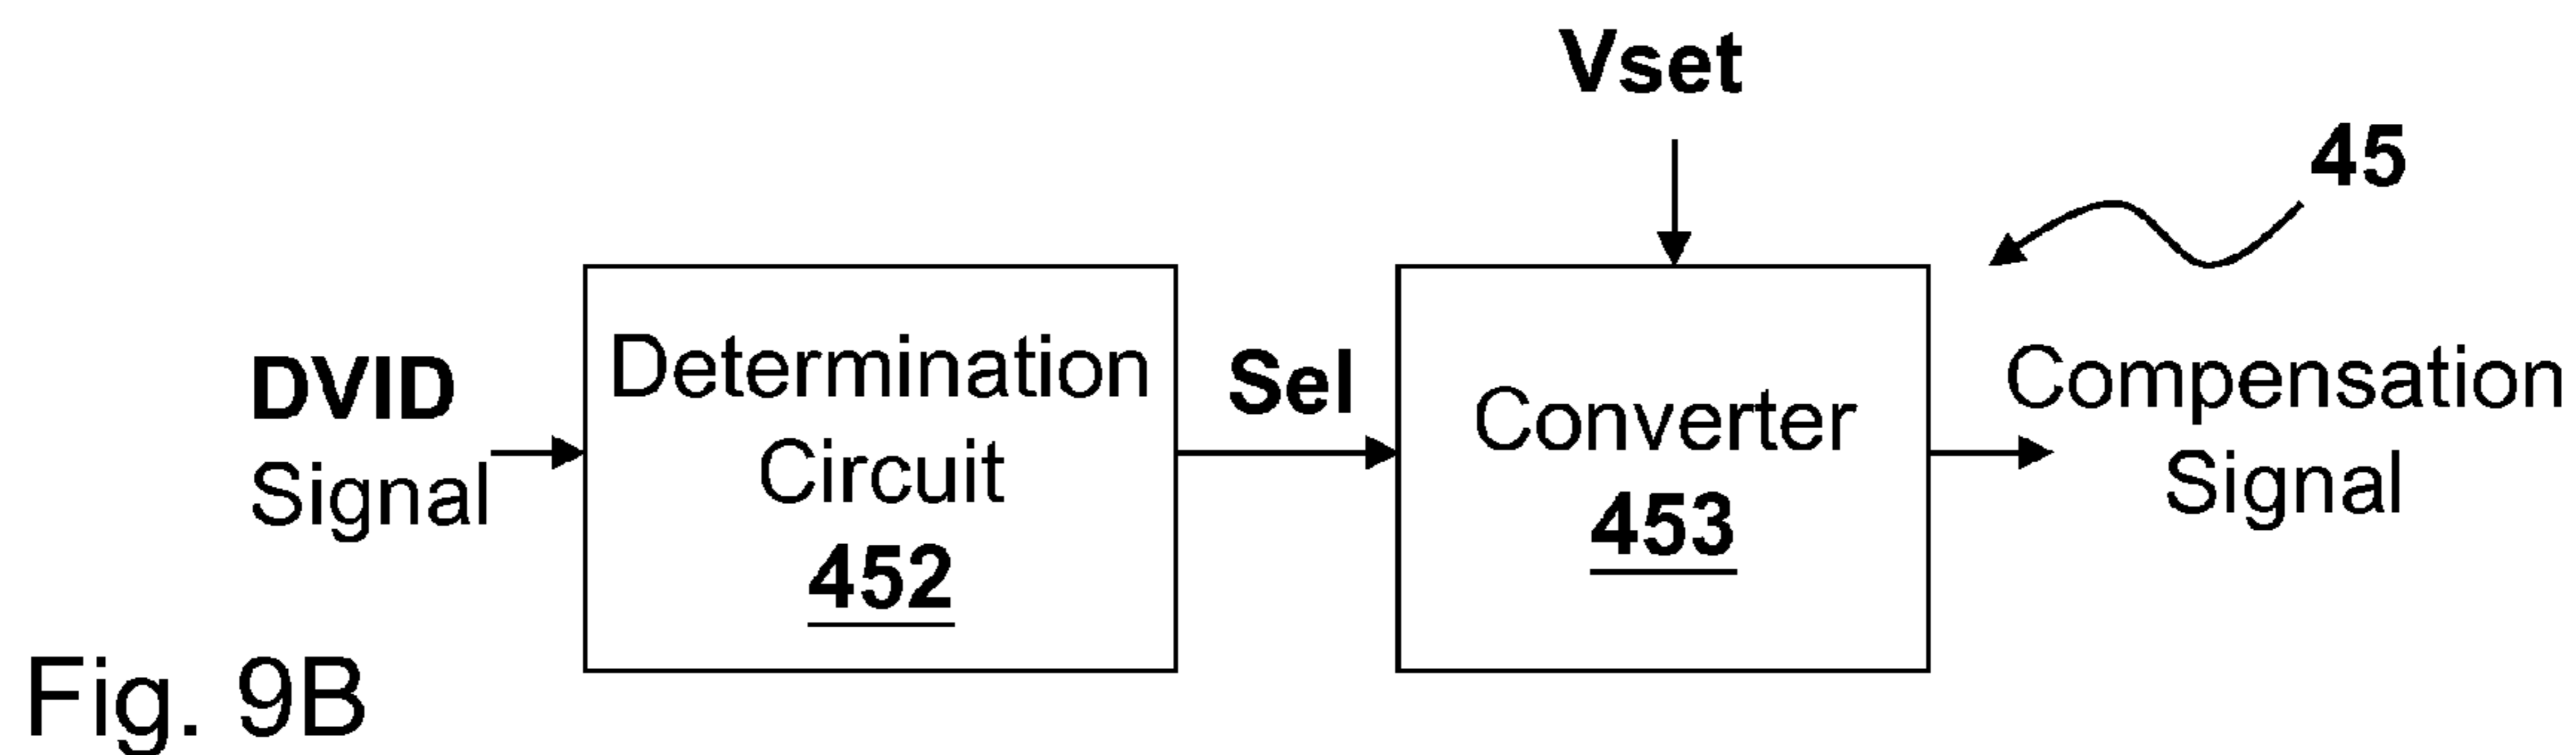 Vset
45
DVID
Signal
Determination
Circuit
452
Sel
Converter
453
Compensation
Signal
Fig. 9B